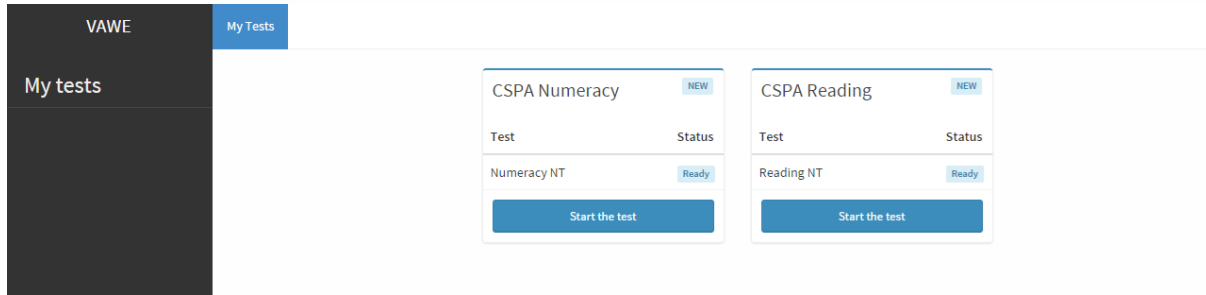 VAWE
My Tests
My tests
CSPA Numeracy NEW
Test Status
Numeracy NT Ready
Start the test
CSPA Reading NEW
Test Status
Reading NT Ready
Start the test